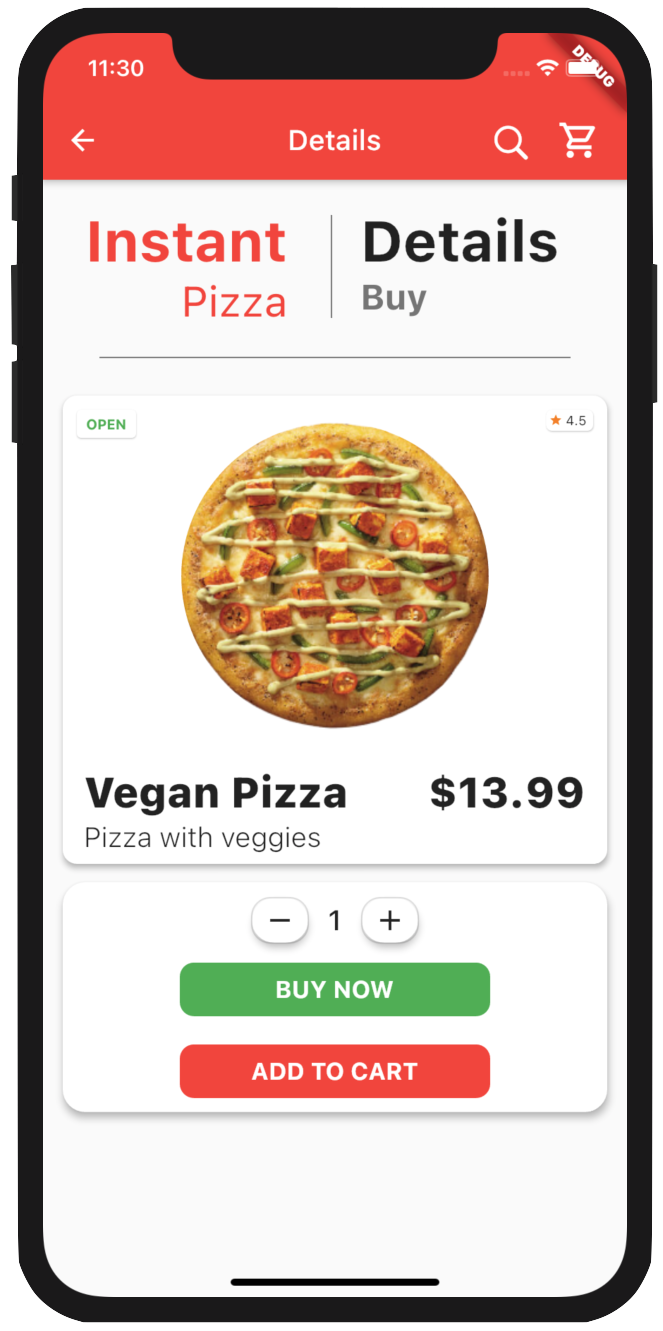 11:30
DEBUG
Details
Instant
Pizza
Details
Buy
OPEN
4.5
Vegan Pizza
$13.99
Pizza with veggies
1
BUY NOW
ADD TO CART